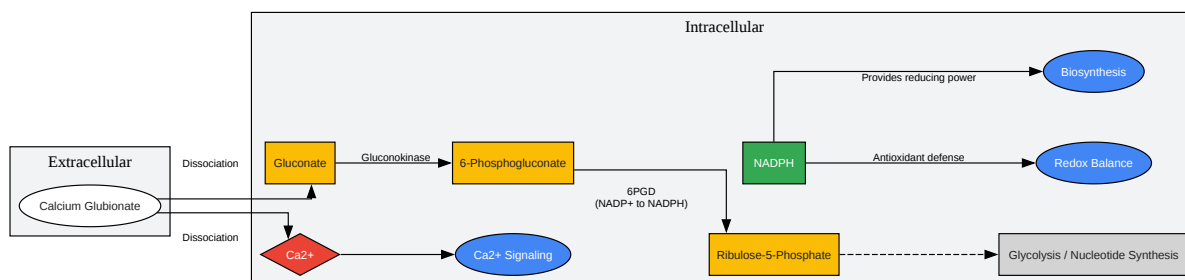 Intracellular
Provides reducing power
Biosynthesis
Extracellular
Dissociation
Gluconate
Gluconokinase
6-Phosphogluconate
NADPH
Antioxidant defense
Redox Balance
Calcium Glubionate
6PGD
(NADP+ to NADPH)
Dissociation
Ca2+
Ca2+ Signaling
Ribulose-5-Phosphate
Glycolysis / Nucleotide Synthesis